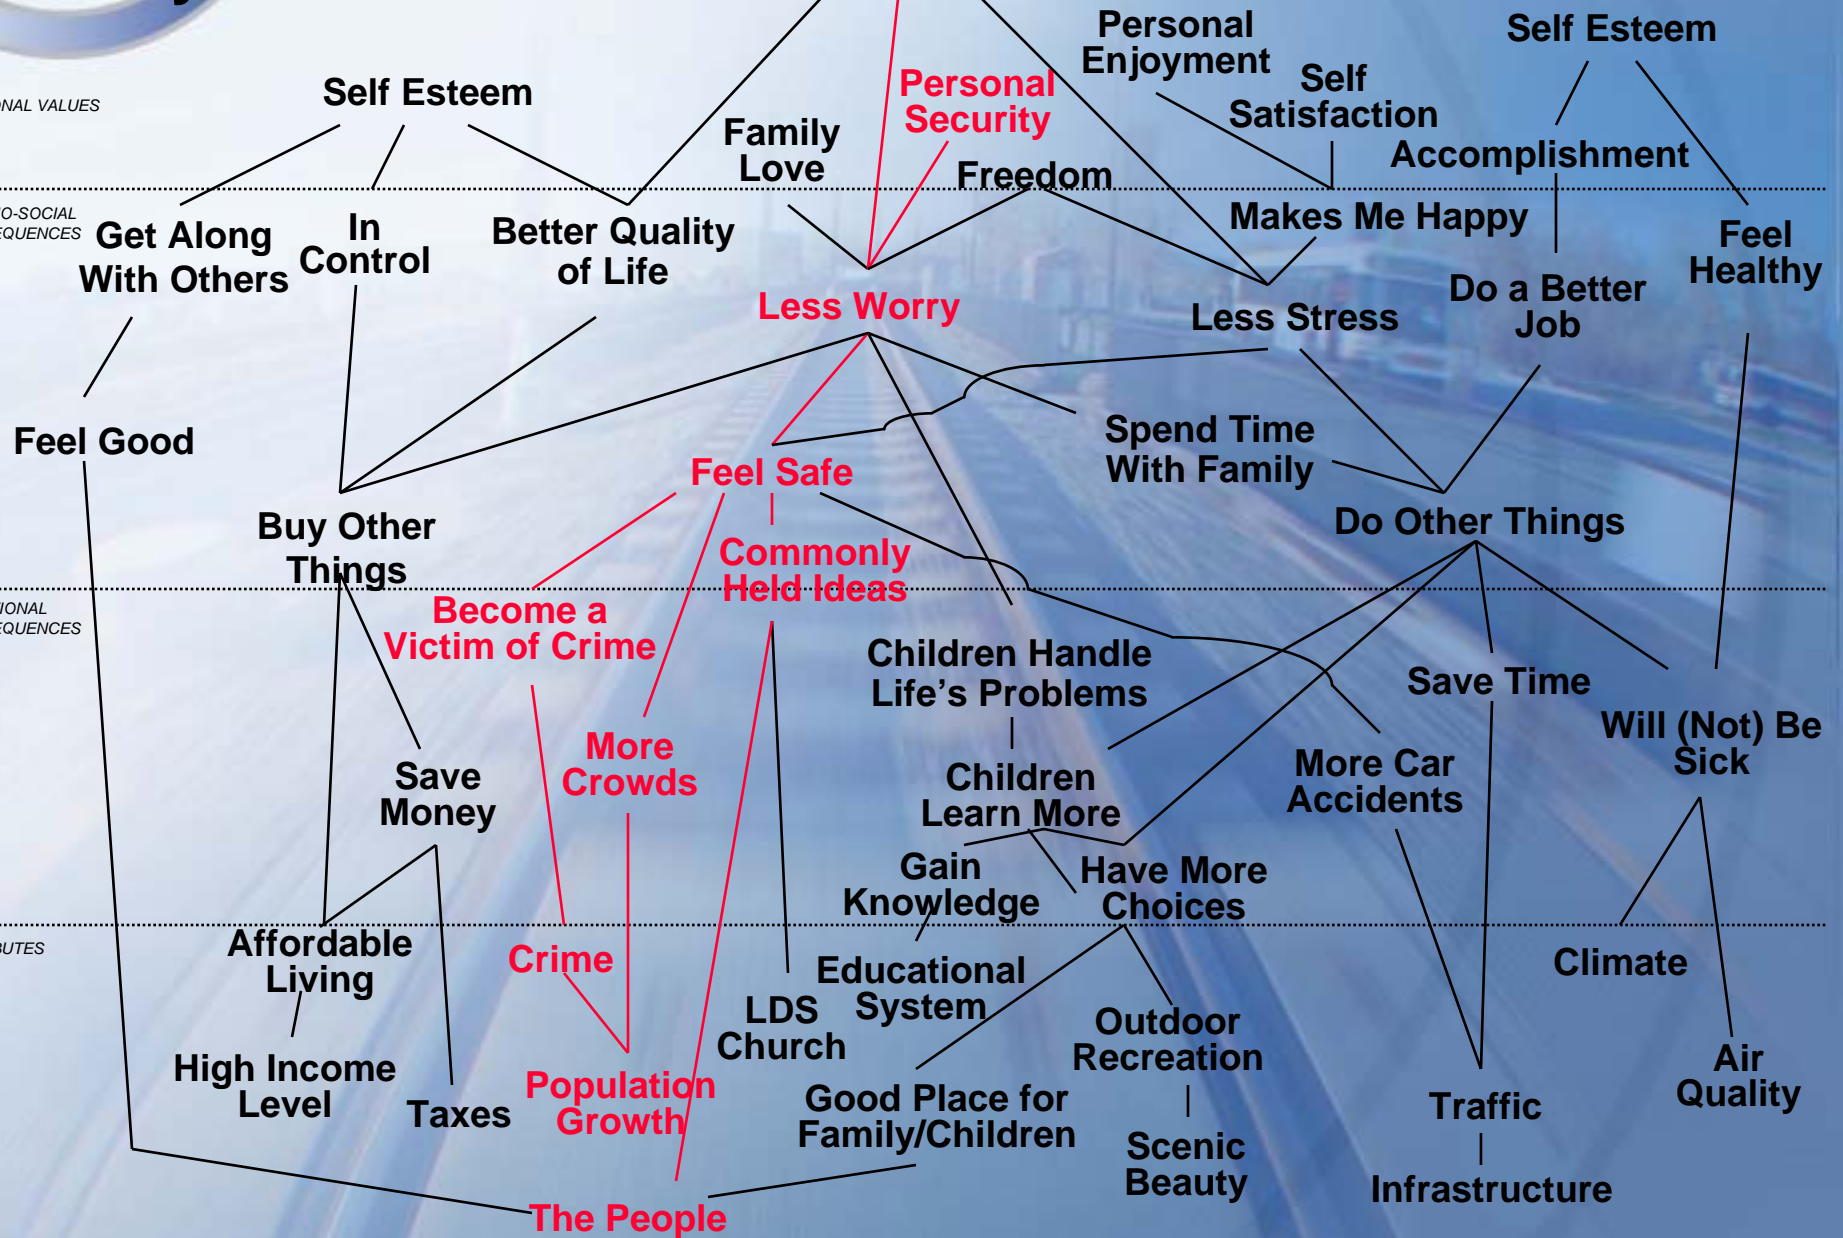 Personal
Enjoyment
Self Esteem
Self
Satisfaction
Personal
Security
Self Esteem
ONAL VALUES
Family
Love
Accomplishment
Freedom
O-SOCIAL
EQUENCES
Get Along
With Others
In
Control
Better Quality
of Life
Makes Me Happy
Feel
Healthy
Less Worry
Less Stress
Do a Better
Job
Feel Good
Spend Time
With Family
Feel Safe
Buy Other
Things
Do Other Things
Commonly
Held Ideas
TIONAL
EQUENCES
Become a
Victim of Crime
Children Handle
Life's Problems
Save Time
Will (Not) Be
Sick
More
Crowds
Save
Money
Children
Learn More
More Car
Accidents
Gain
Knowledge
Have More
Choices
BUTES
Affordable
Living
Crime
Educational
System
Climate
LDS
Church
Outdoor
Recreation
High Income
Level
Taxes
Population
Growth
Good Place for
Family/Children
Traffic
Air
Quality
Scenic
Beauty
Infrastructure
The People